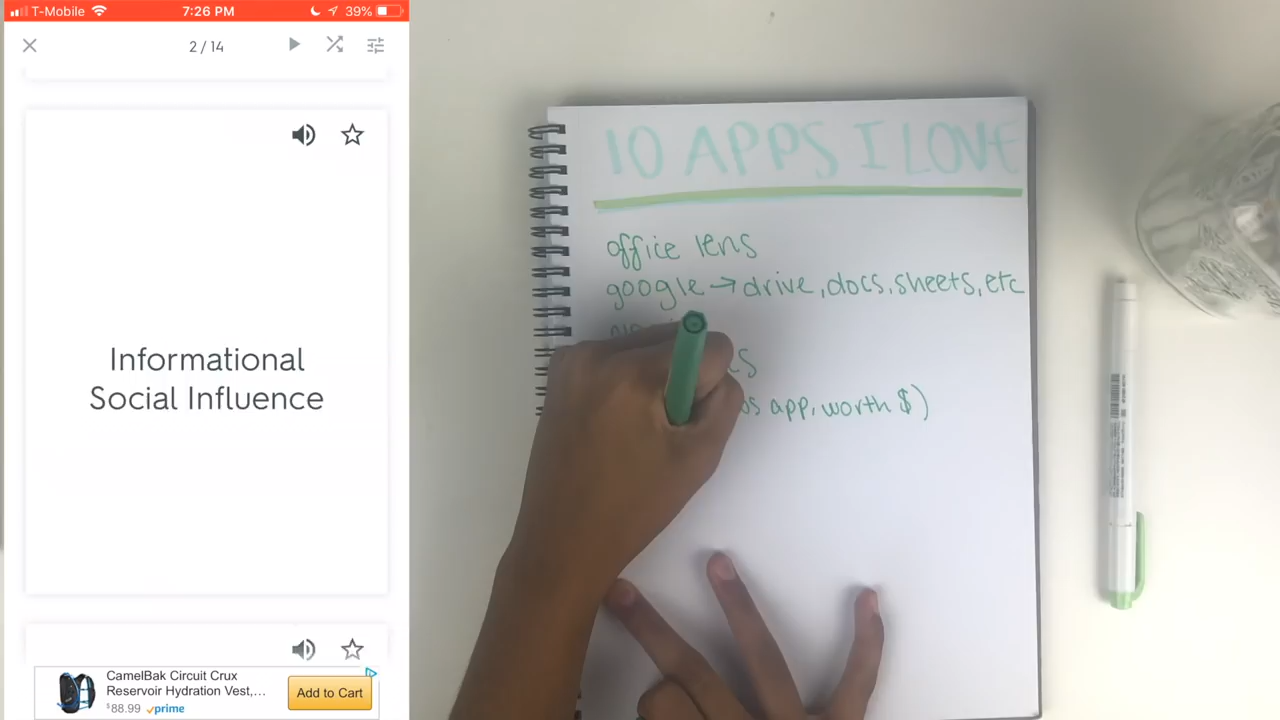 T-Mobile 7:26 PM 39%
2 / 14
Informational
Social Influence
CamelBak Circuit Crux
Reservoir Hydration Vest,...
$88.99 prime
Add to Cart
10 APPS I LOVE
office lens
google → drive, docs, sheets, etc
app, worth $)